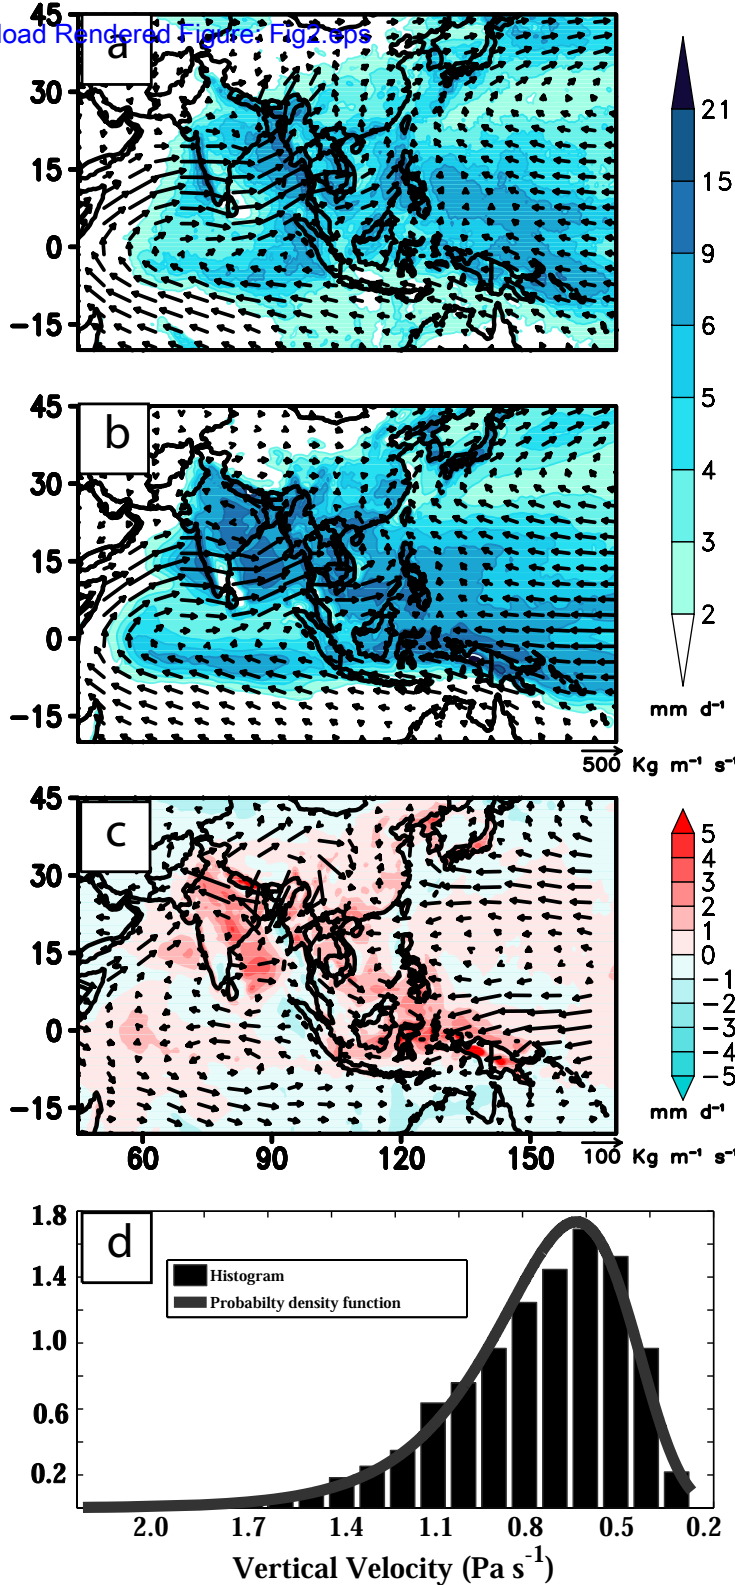 load Rendered Figure: Fig2.eps
a
45
30
15
0
−15
21
15
9
6
5
4
3
2
mm d⁻¹
b
45
30
15
0
−15
500 Kg m⁻¹ s⁻¹
c
45
30
15
0
−15
60 90 120 150
5
4
3
2
1
0
−1
−2
−3
−4
−5
mm d⁻¹
100 Kg m⁻¹ s⁻¹
d
1.8
1.4
1.0
0.6
0.2
Histogram
Probabilty density function
2.0 1.7 1.4 1.1 0.8 0.5 0.2
Vertical Velocity (Pa s⁻¹)